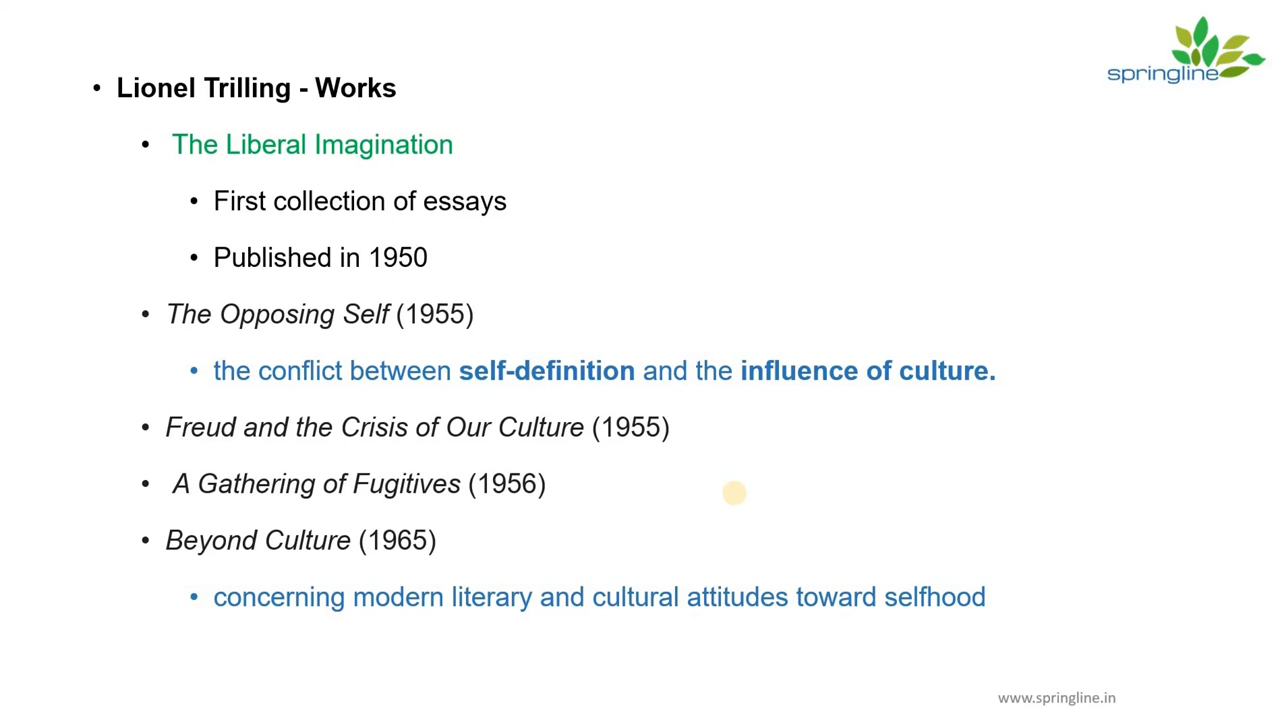 springline
• Lionel Trilling - Works
• The Liberal Imagination
• First collection of essays
• Published in 1950
• The Opposing Self (1955)
• the conflict between self-definition and the influence of culture.
• Freud and the Crisis of Our Culture (1955)
• A Gathering of Fugitives (1956)
• Beyond Culture (1965)
• concerning modern literary and cultural attitudes toward selfhood
www.springline.in